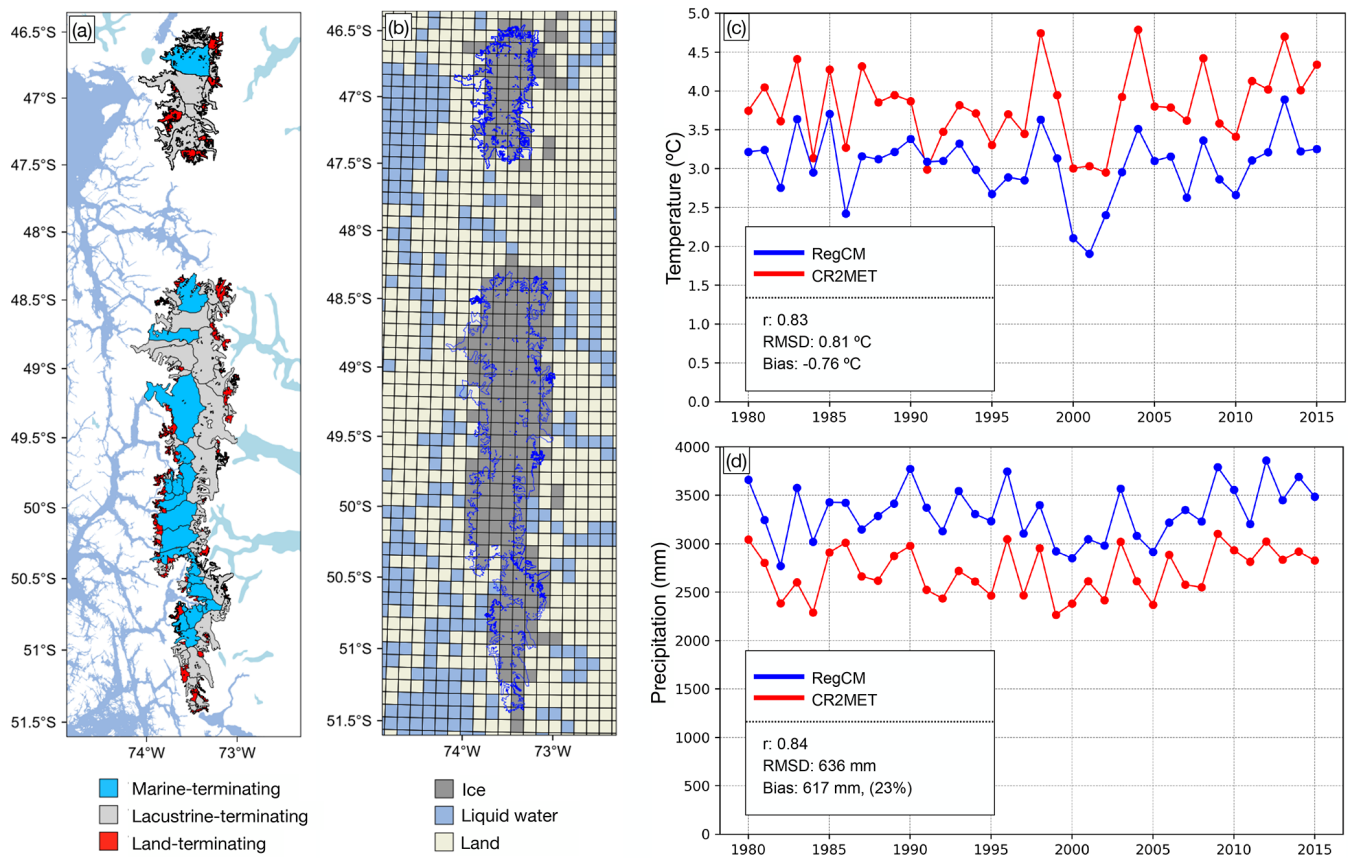 (a)
46.5°S
47°S
47.5°S
48°S
48.5°S
49°S
49.5°S
50°S
50.5°S
51°S
51.5°S
74°W
73°W
Marine-terminating
Lacustrine-terminating
Land-terminating
(b)
46.5°S
47°S
47.5°S
48°S
48.5°S
49°S
49.5°S
50°S
50.5°S
51°S
51.5°S
74°W
73°W
Ice
Liquid water
Land
(c)
Temperature (ºC)
5.0
4.5
4.0
3.5
3.0
2.5
2.0
1.5
1.0
0.5
0.0
RegCM
CR2MET
r: 0.83
RMSD: 0.81 ºC
Bias: -0.76 ºC
1980 1985 1990 1995 2000 2005 2010 2015
(d)
Precipitation (mm)
4000
3500
3000
2500
2000
1500
1000
500
0
RegCM
CR2MET
r: 0.84
RMSD: 636 mm
Bias: 617 mm, (23%)
1980 1985 1990 1995 2000 2005 2010 2015